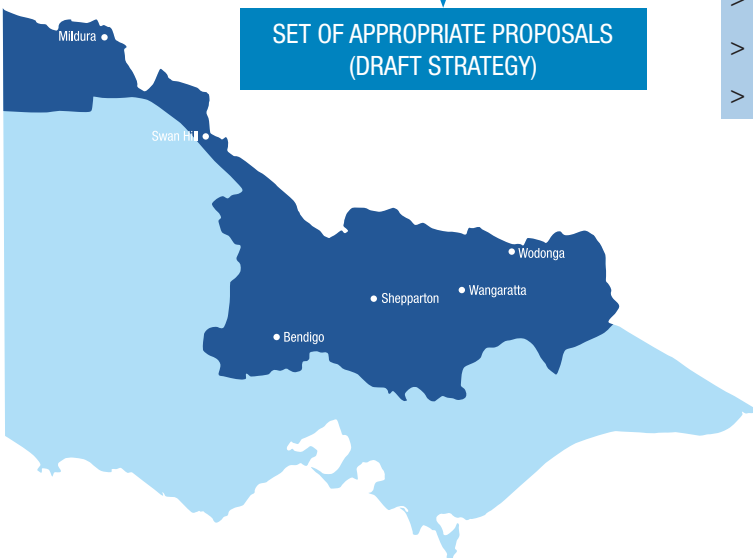 SET OF APPROPRIATE PROPOSALS
(DRAFT STRATEGY)
>
>
>
Mildura
Swan Hill
Wodonga
Wangaratta
Shepparton
Bendigo